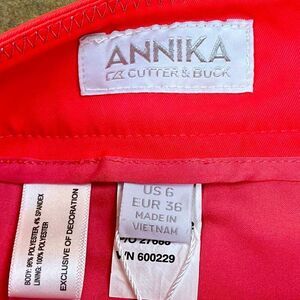 ANNIKA
CUTTER & BUCK
BODY: 96% POLYESTER, 4% SPANDEX
LINING: 100% POLYESTER
EXCLUSIVE OF DECORATION
US 6
EUR 36
MADE IN
VIETNAM
V/N 600229